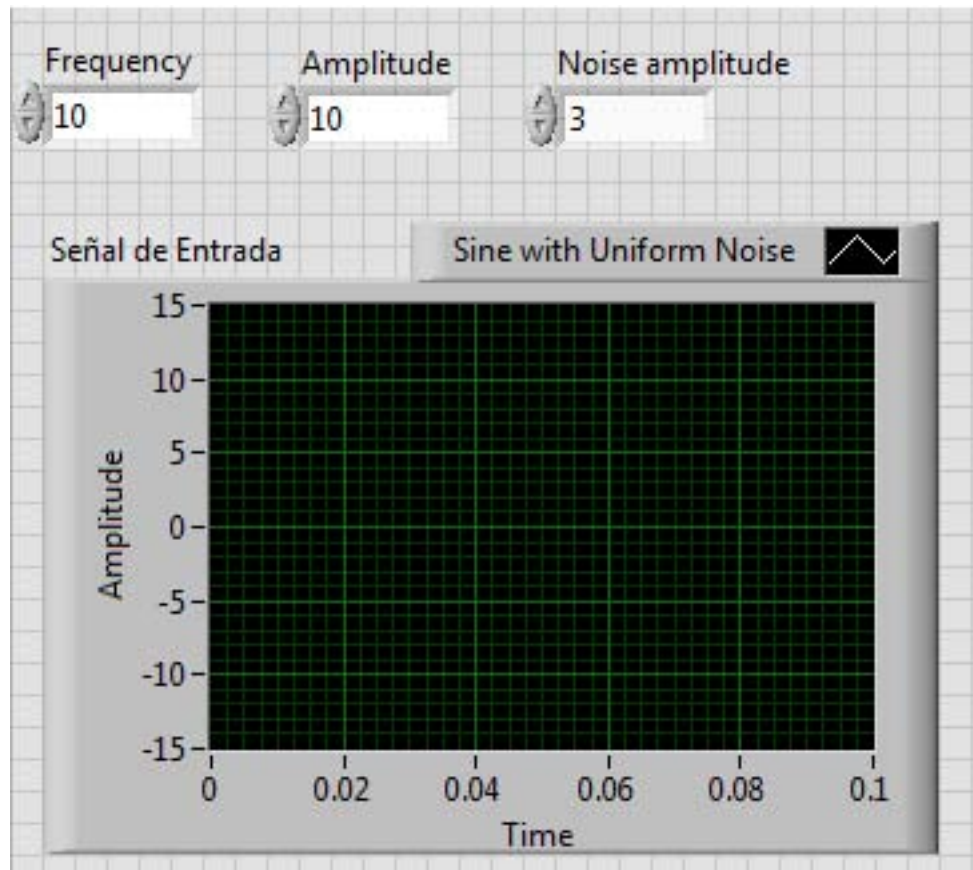 Frequency Amplitude Noise amplitude
10 10 3
Señal de Entrada Sine with Uniform Noise
15
10
5
0
-5
-10
-15
Amplitude
0 0.02 0.04 0.06 0.08 0.1
Time